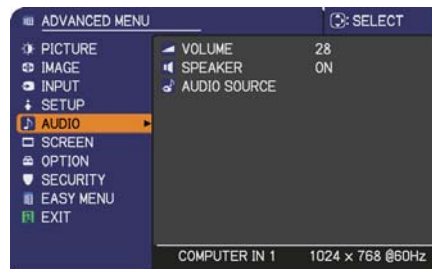 ADVANCED MENU : SELECT
PICTURE
IMAGE
INPUT
SETUP
AUDIO
SCREEN
OPTION
SECURITY
EASY MENU
EXIT
VOLUME 28
SPEAKER ON
AUDIO SOURCE
COMPUTER IN 1 1024 x 768 @60Hz